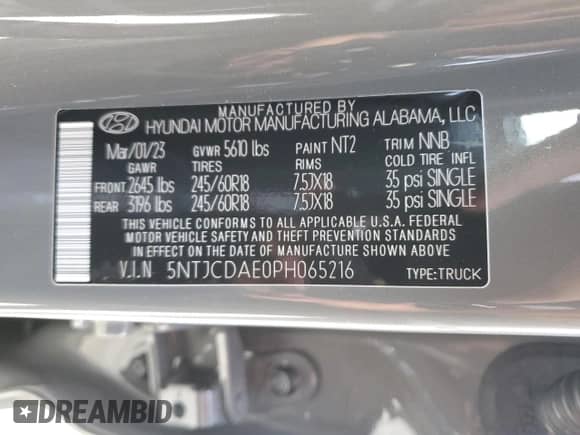 MANUFACTURED BY
HYUNDAI MOTOR MANUFACTURING ALABAMA, LLC
Mar/01/23 GVWR 5610 lbs PAINT NT2 TRIM NNB
GAWR TIRES RIMS COLD TIRE INFL
FRONT 2645 lbs 245/60R18 7.5JX18 35 psi SINGLE
REAR 3196 lbs 245/60R18 7.5JX18 35 psi SINGLE
THIS VEHICLE CONFORMS TO ALL APPLICABLE U.S.A. FEDERAL
MOTOR VEHICLE SAFETY AND THEFT PREVENTION STANDARDS
IN EFFECT ON THE DATE OF MANUFACTURE SHOWN ABOVE.
V.I.N 5NTJCDAE0PH065216 TYPE:TRUCK
DREAMBID